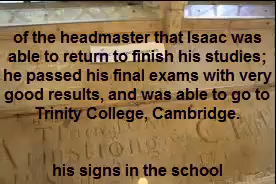 of the headmaster that Isaac was
able to return to finish his studies;
he passed his final exams with very
good results, and was able to go to
Trinity College, Cambridge.
his signs in the school